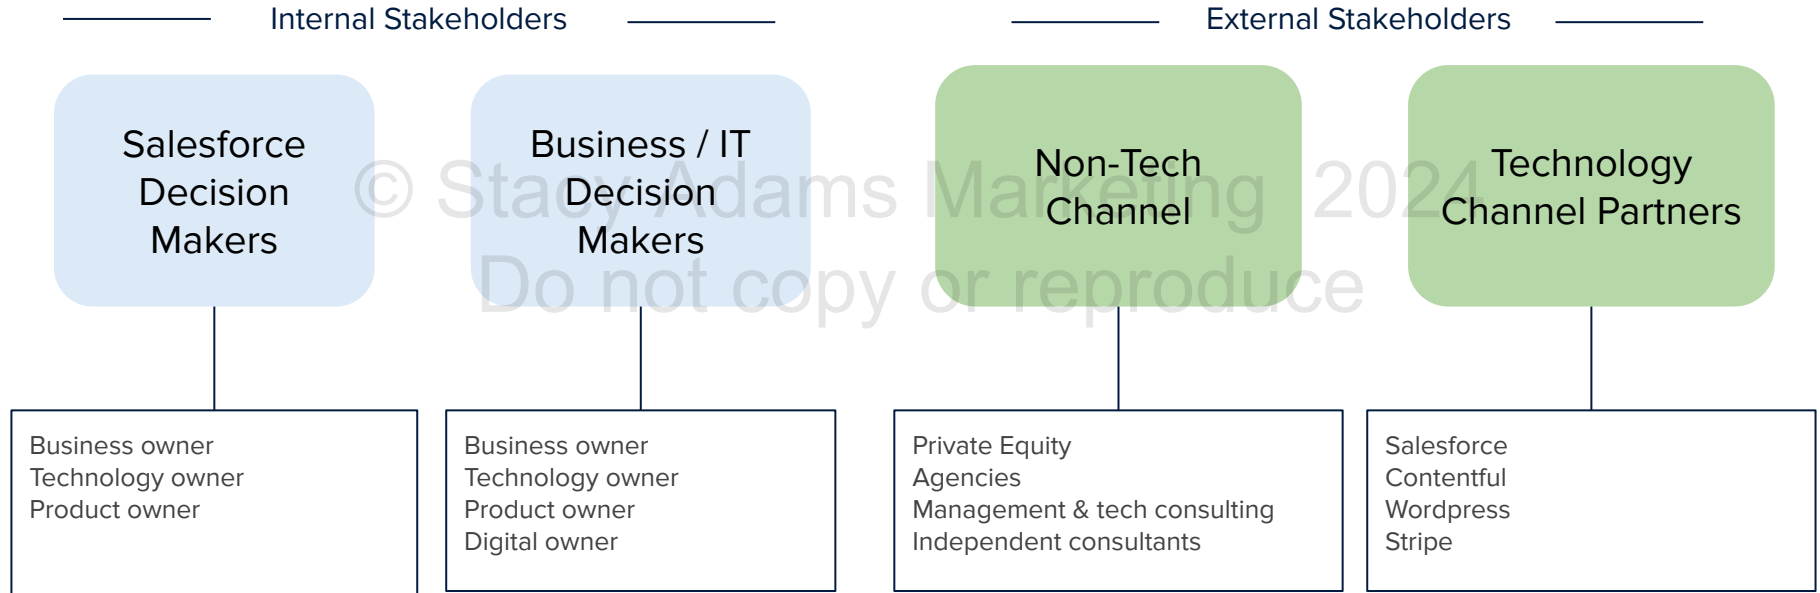 Internal Stakeholders
External Stakeholders
Salesforce
Decision
Makers
Business / IT
Decision
Makers
Non-Tech
Channel
Technology
Channel Partners
© Stacy Adams Marketing 2024
Do not copy or reproduce
Business owner
Technology owner
Product owner
Business owner
Technology owner
Product owner
Digital owner
Private Equity
Agencies
Management & tech consulting
Independent consultants
Salesforce
Contentful
Wordpress
Stripe